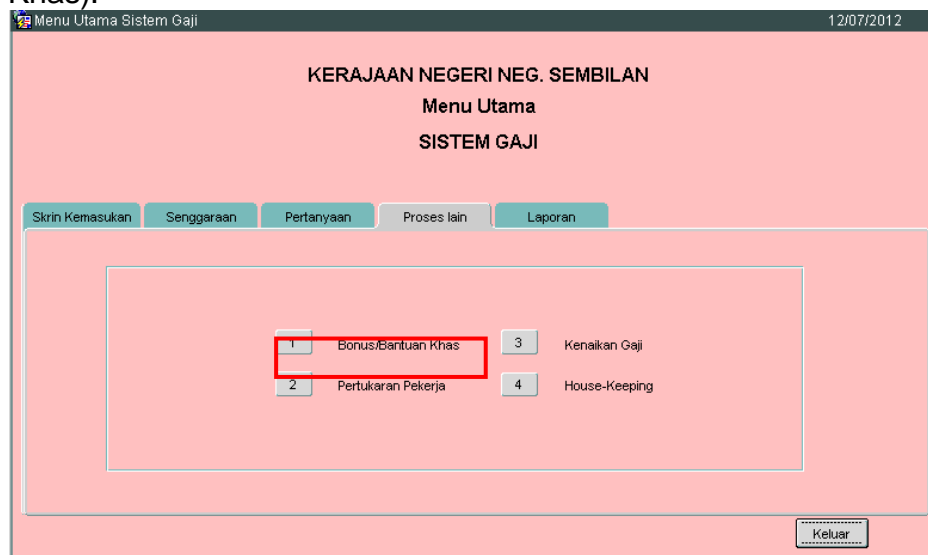 Khas).
Menu Utama Sistem Gaji 12/07/2012
KERAJAAN NEGERI NEG. SEMBILAN
Menu Utama
SISTEM GAJI
Skrin Kemasukan Senggaraan Pertanyaan Proses lain Laporan
1 Bonus/Bantuan Khas 3 Kenaikan Gaji
2 Pertukaran Pekerja 4 House-Keeping
Keluar